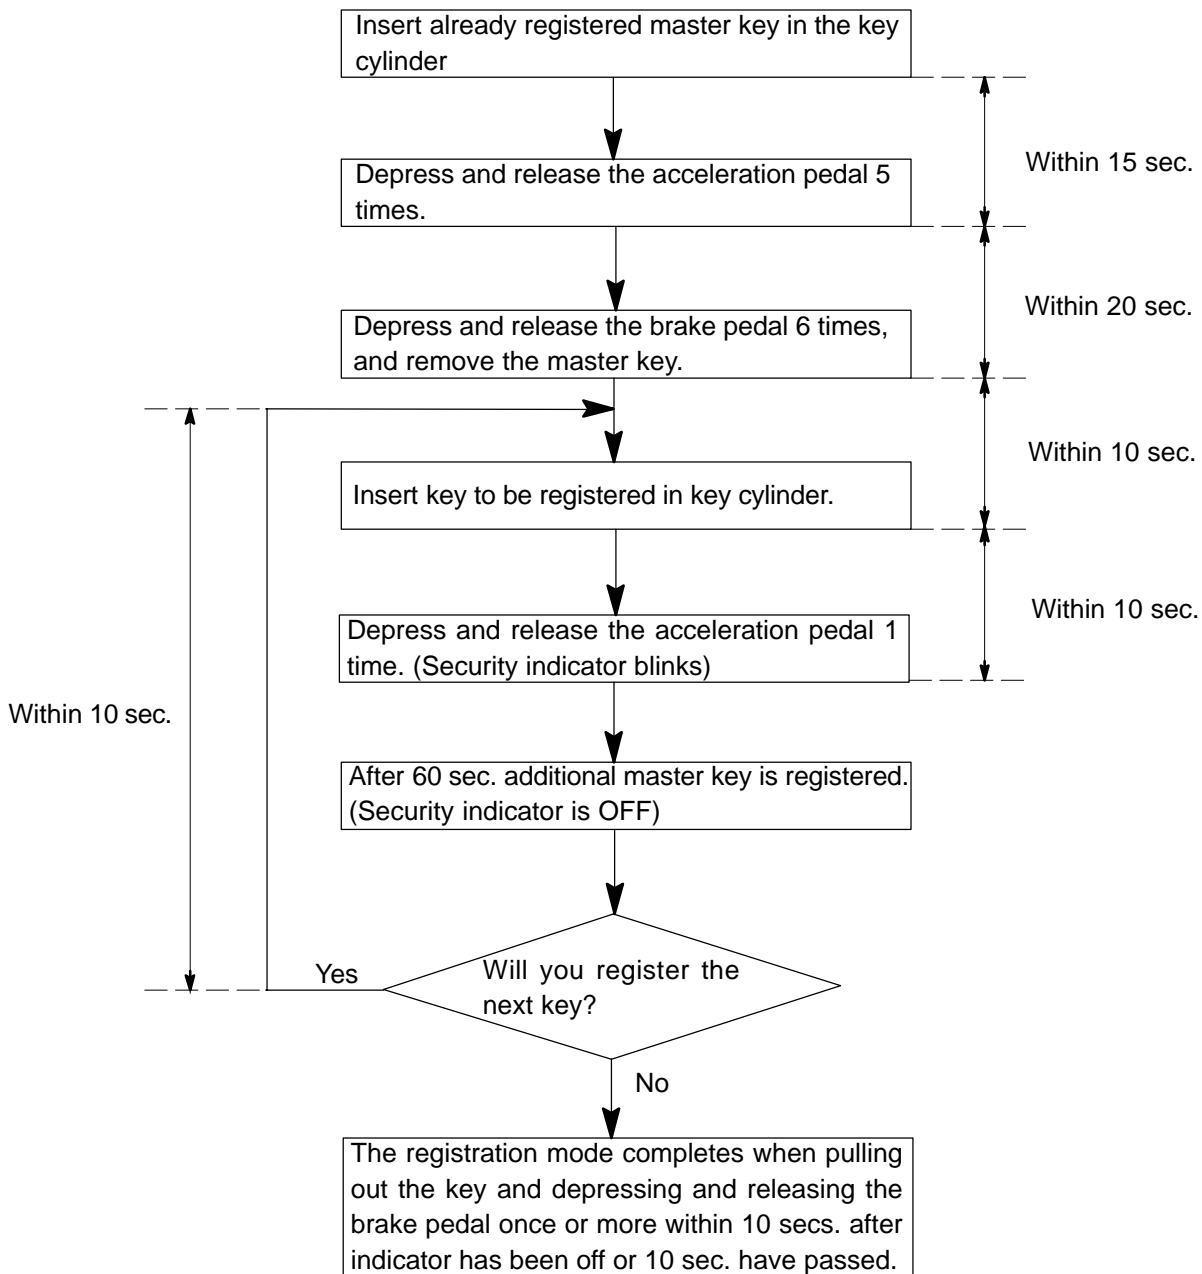 Insert already registered master key in the key
cylinder
Within 15 sec.
Depress and release the acceleration pedal 5
times.
Within 20 sec.
Depress and release the brake pedal 6 times,
and remove the master key.
Within 10 sec.
Insert key to be registered in key cylinder.
Within 10 sec.
Depress and release the acceleration pedal 1
time. (Security indicator blinks)
Within 10 sec.
After 60 sec. additional master key is registered.
(Security indicator is OFF)
Yes
Will you register the
next key?
No
The registration mode completes when pulling
out the key and depressing and releasing the
brake pedal once or more within 10 secs. after
indicator has been off or 10 sec. have passed.